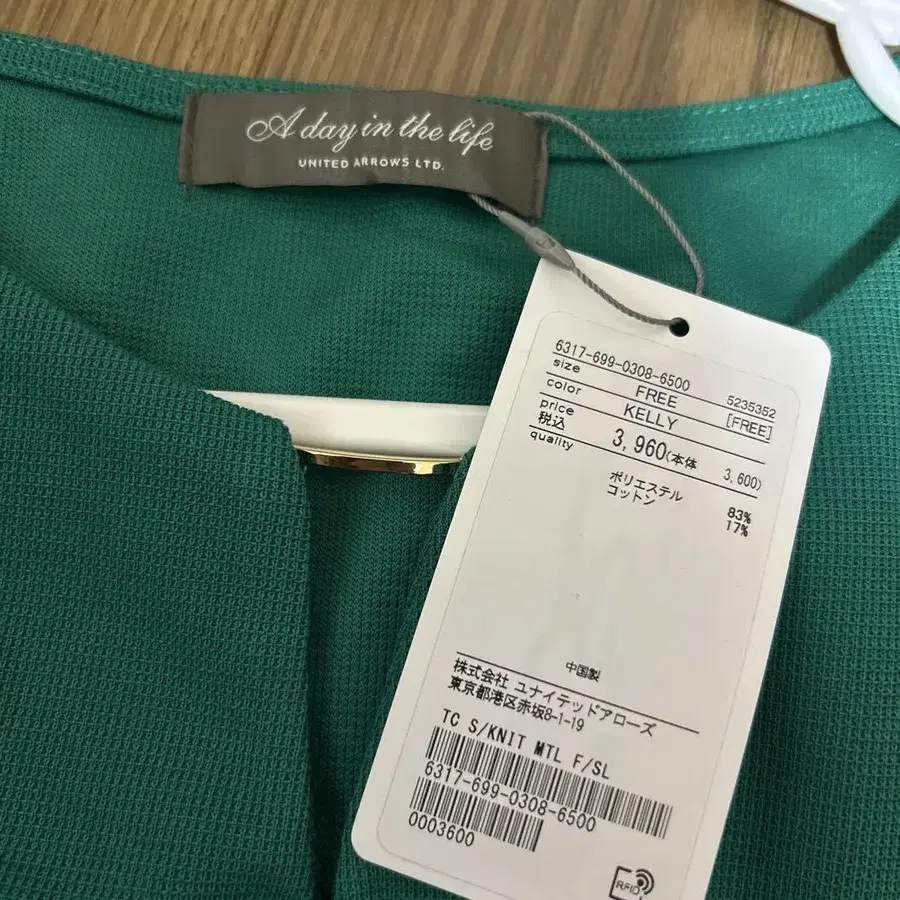 A day in the life
UNITED ARROWS LTD.
6317-699-0308-6500
size FREE 5235352
color KELLY [FREE]
price
税込 3,960(本体 3,600)
quality
ポリエステル 83%
コットン 17%
中国製
株式会社 ユナイテッドアローズ
東京都港区赤坂8-1-19
TC S/KNIT MTL F/SL
6317-699-0308-6500
0003600
RFID